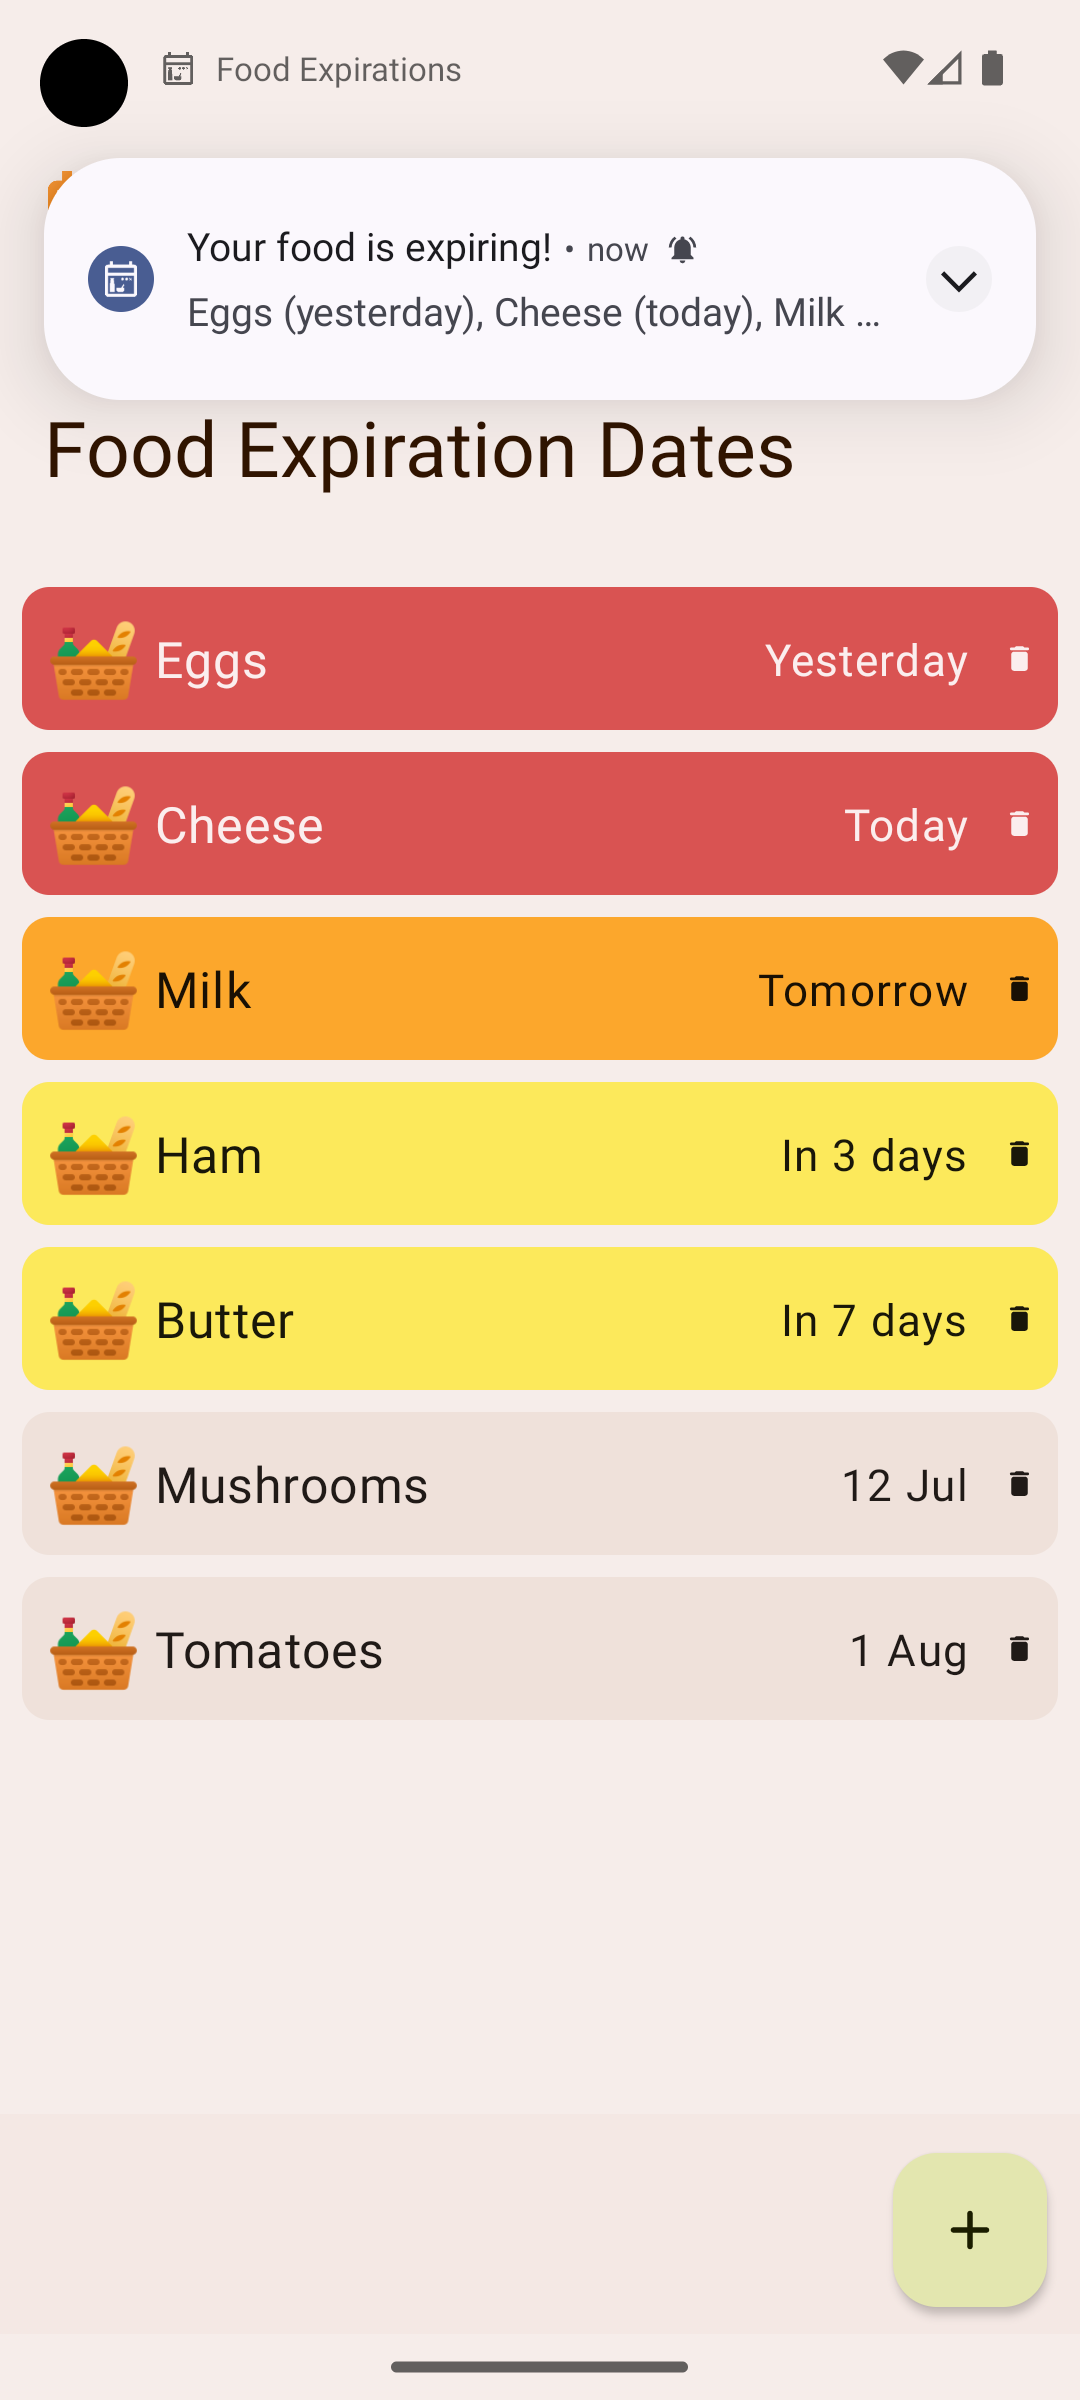 Food Expirations
Your food is expiring! • now
Eggs (yesterday), Cheese (today), Milk ...
Food Expiration Dates
Eggs Yesterday
Cheese Today
Milk Tomorrow
Ham In 3 days
Butter In 7 days
Mushrooms 12 Jul
Tomatoes 1 Aug